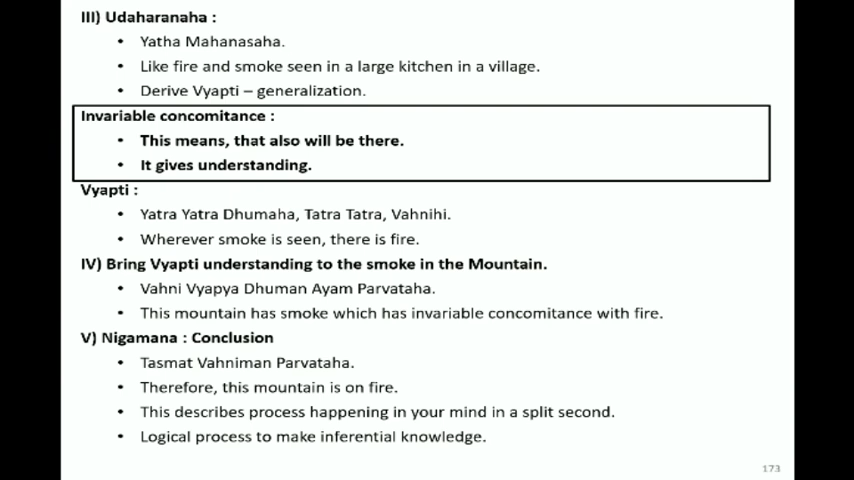 III) Udaharanaha :
• Yatha Mahanasaha.
• Like fire and smoke seen in a large kitchen in a village.
• Derive Vyapti – generalization.
Invariable concomitance :
• This means, that also will be there.
• It gives understanding.
Vyapti :
• Yatra Yatra Dhumaha, Tatra Tatra, Vahnihi.
• Wherever smoke is seen, there is fire.
IV) Bring Vyapti understanding to the smoke in the Mountain.
• Vahni Vyapya Dhuman Ayam Parvataha.
• This mountain has smoke which has invariable concomitance with fire.
V) Nigamana : Conclusion
• Tasmat Vahniman Parvataha.
• Therefore, this mountain is on fire.
• This describes process happening in your mind in a split second.
• Logical process to make inferential knowledge.
173